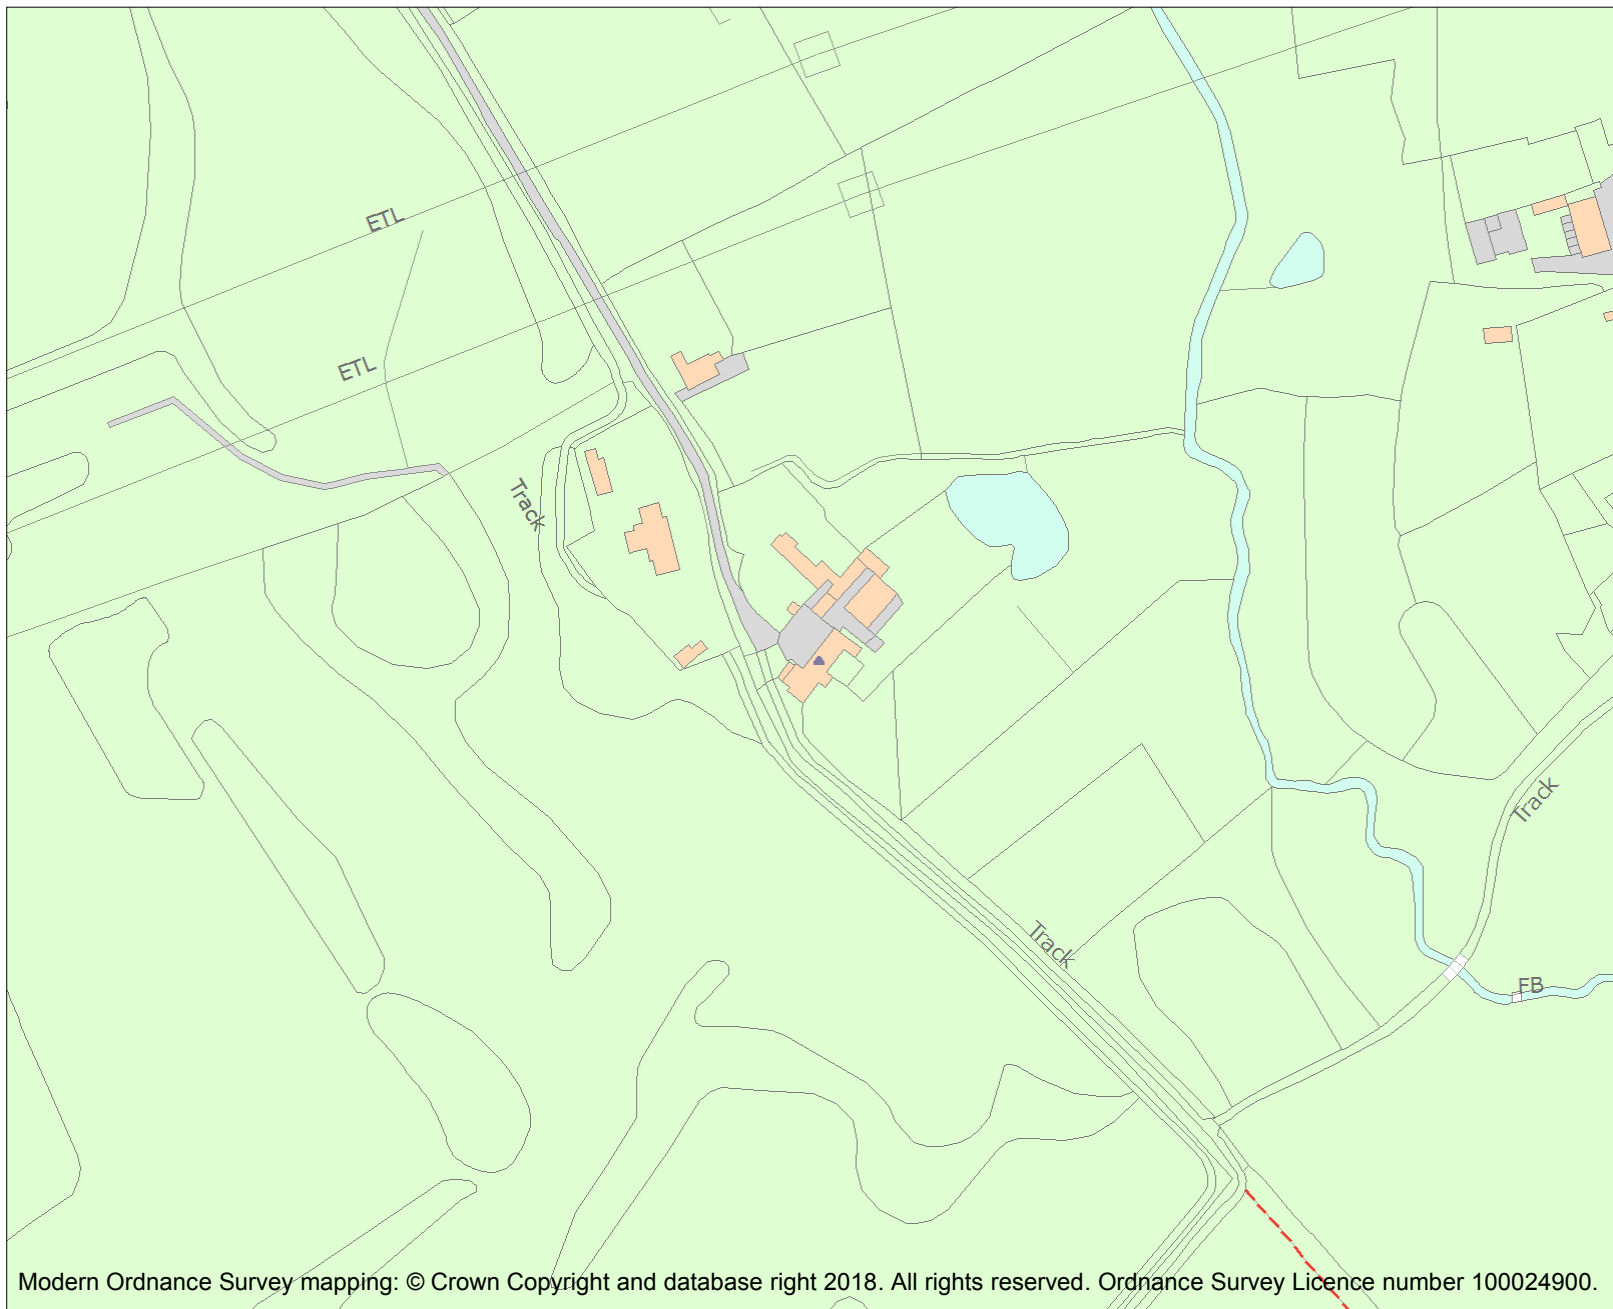 ETL
ETL
Track
Track
Track
FB
Modern Ordnance Survey mapping: © Crown Copyright and database right 2018. All rights reserved. Ordnance Survey Licence number 100024900.